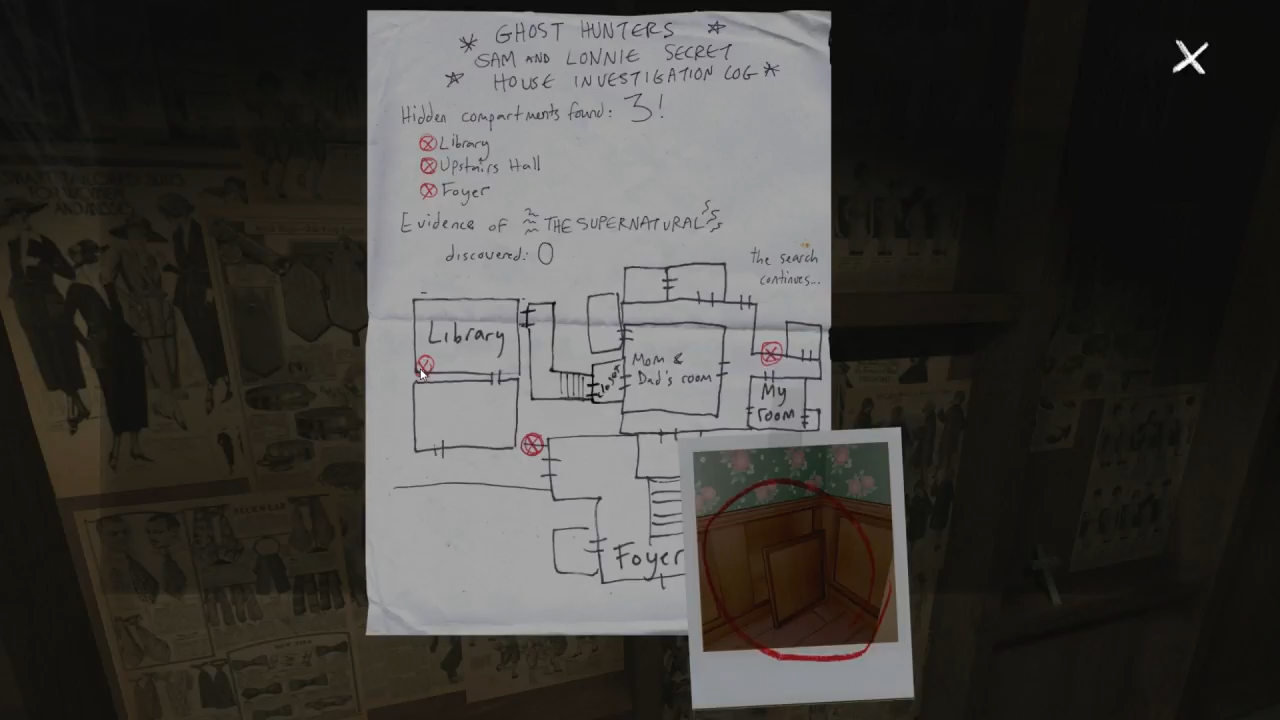 GHOST HUNTERS
SAM AND LONNIE SECRET
HOUSE INVESTIGATION LOG
Hidden compartments found: 3!
Library
Upstairs Hall
Foyer
Evidence of THE SUPERNATURAL
discovered: 0
the search
continues...
Library
Mom &
Dad's room
closet
My
room
Foyer